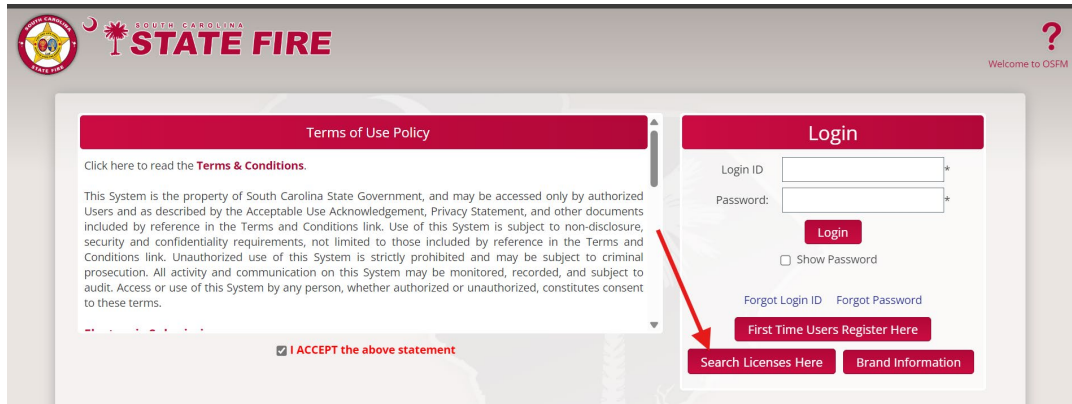 SOUTH CAROLINA
STATE FIRE
SOUTH CAROLINA
STATE FIRE
?
Welcome to OSFM
Terms of Use Policy
Click here to read the Terms & Conditions.
This System is the property of South Carolina State Government, and may be accessed only by authorized
Users and as described by the Acceptable Use Acknowledgement, Privacy Statement, and other documents
included by reference in the Terms and Conditions link. Use of this System is subject to non-disclosure,
security and confidentiality requirements, not limited to those included by reference in the Terms and
Conditions link. Unauthorized use of this System is strictly prohibited and may be subject to criminal
prosecution. All activity and communication on this System may be monitored, recorded, and subject to
audit. Access or use of this System by any person, whether authorized or unauthorized, constitutes consent
to these terms.
I ACCEPT the above statement
Login
Login ID *
Password: *
Login
Show Password
Forgot Login ID Forgot Password
First Time Users Register Here
Search Licenses Here Brand Information